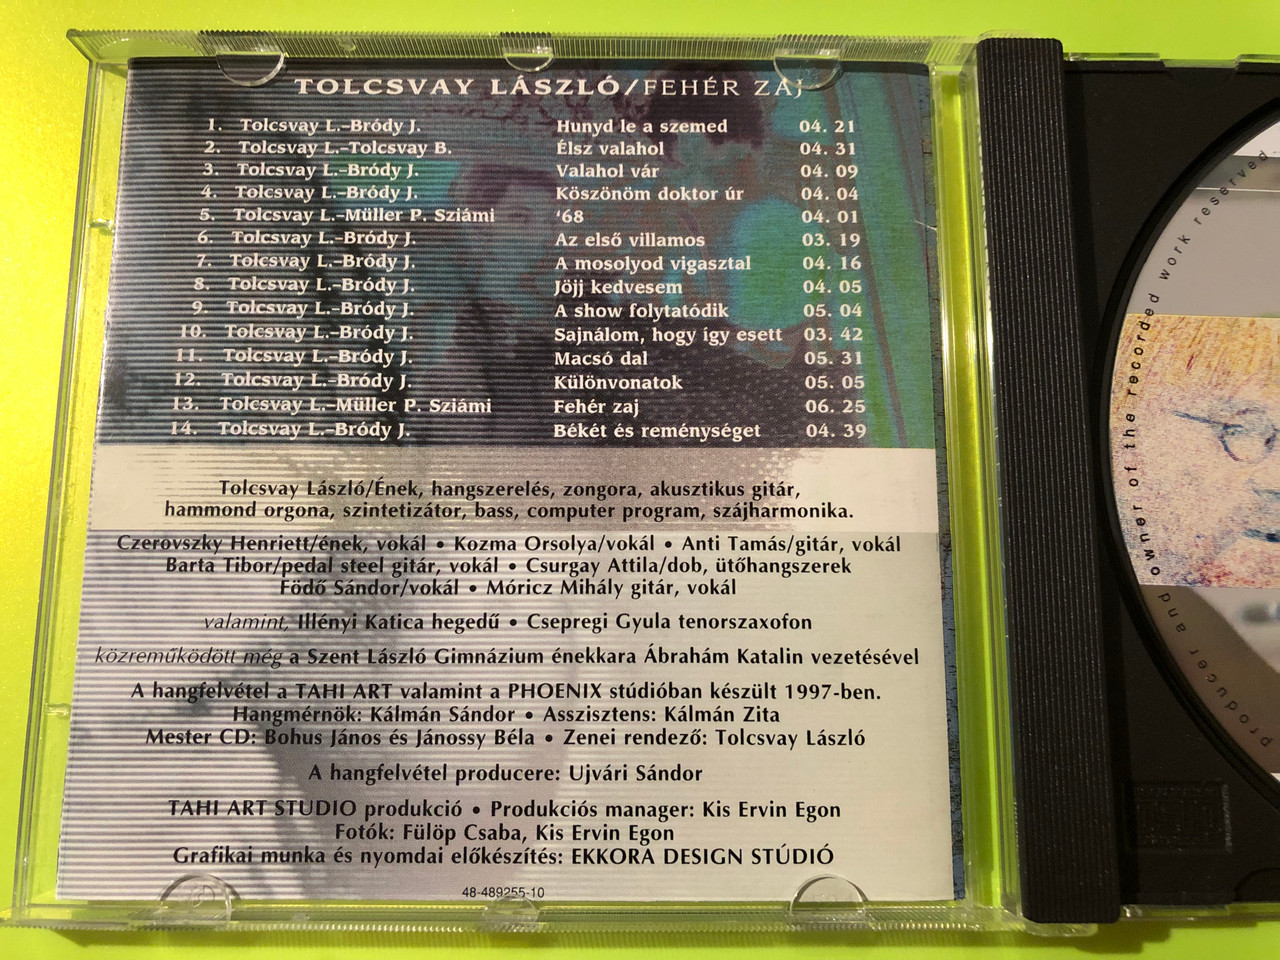 TOLCSVAY LÁSZLÓ/FEHÉR ZAJ
1. Tolcsvay L.-Bródy J. Hunyd le a szemed 04. 21
2. Tolcsvay L.-Tolcsvay B. Élsz valahol 04. 31
3. Tolcsvay L.-Bródy J. Valahol vár 04. 09
4. Tolcsvay L.-Bródy J. Köszönöm doktor úr 04. 04
5. Tolcsvay L.-Müller P. Sziámi '68 04. 01
6. Tolcsvay L.-Bródy J. Az első villamos 03. 19
7. Tolcsvay L.-Bródy J. A mosolyod vigasztal 04. 16
8. Tolcsvay L.-Bródy J. Jöjj kedvesem 04. 05
9. Tolcsvay L.-Bródy J. A show folytatódik 05. 04
10. Tolcsvay L.-Bródy J. Sajnálom, hogy így esett 03. 42
11. Tolcsvay L.-Bródy J. Macsó dal 05. 31
12. Tolcsvay L.-Bródy J. Különvonatok 05. 05
13. Tolcsvay L.-Müller P. Sziámi Fehér zaj 06. 25
14. Tolcsvay L.-Bródy J. Békét és reménységet 04. 39
Tolcsvay László/Ének, hangszerelés, zongora, akusztikus gitár,
hammond orgona, szintetizátor, bass, computer program, szájharmonika.
Czerovszky Henriett/ének, vokál • Kozma Orsolya/vokál • Anti Tamás/gitár, vokál
Barta Tibor/pedal steel gitár, vokál • Csurgay Attila/dob, ütőhangszerek
Födő Sándor/vokál • Móricz Mihály gitár, vokál
valamint, Illényi Katica hegedű • Csepregi Gyula tenorszaxofon
közreműködött még a Szent László Gimnázium énekkara Ábrahám Katalin vezetésével
A hangfelvétel a TAHI ART valamint a PHOENIX stúdióban készült 1997-ben.
Hangmérnök: Kálmán Sándor • Asszisztens: Kálmán Zita
Mester CD: Bohus János és Jánossy Béla • Zenei rendező: Tolcsvay László
A hangfelvétel producere: Ujvári Sándor
TAHI ART STUDIO produkció • Produkciós manager: Kis Ervin Egon
Fotók: Fülöp Csaba, Kis Ervin Egon
Grafikai munka és nyomdai előkészítés: EKKORA DESIGN STÚDIÓ
48-489255-10
producer and owner of the recorded work reserved